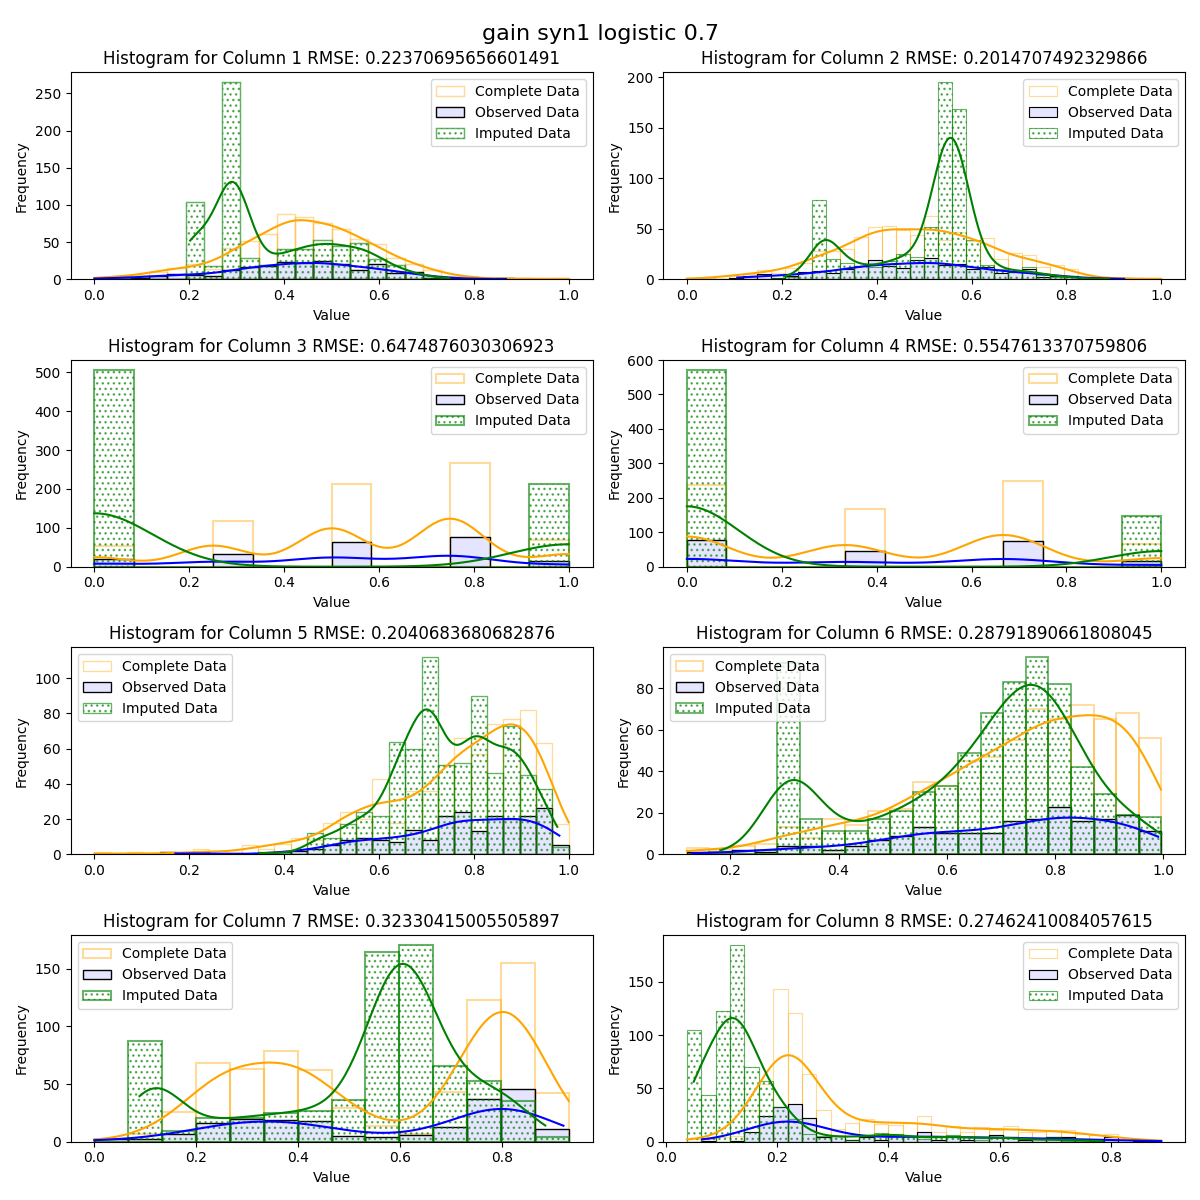 gain syn1 logistic 0.7
Histogram for Column 1 RMSE: 0.22370695656601491
Frequency
250
200
150
100
50
0
Complete Data
Observed Data
Imputed Data
0.0 0.2 0.4 0.6 0.8 1.0
Value
Histogram for Column 2 RMSE: 0.2014707492329866
Frequency
200
150
100
50
0
Complete Data
Observed Data
Imputed Data
0.0 0.2 0.4 0.6 0.8 1.0
Value
Histogram for Column 3 RMSE: 0.6474876030306923
Frequency
500
400
300
200
100
0
Complete Data
Observed Data
Imputed Data
0.0 0.2 0.4 0.6 0.8 1.0
Value
Histogram for Column 4 RMSE: 0.5547613370759806
Frequency
600
500
400
300
200
100
0
Complete Data
Observed Data
Imputed Data
0.0 0.2 0.4 0.6 0.8 1.0
Value
Histogram for Column 5 RMSE: 0.2040683680682876
Frequency
100
80
60
40
20
0
Complete Data
Observed Data
Imputed Data
0.0 0.2 0.4 0.6 0.8 1.0
Value
Histogram for Column 6 RMSE: 0.28791890661808045
Frequency
80
60
40
20
0
Complete Data
Observed Data
Imputed Data
0.2 0.4 0.6 0.8 1.0
Value
Histogram for Column 7 RMSE: 0.32330415005505897
Frequency
150
100
50
0
Complete Data
Observed Data
Imputed Data
0.0 0.2 0.4 0.6 0.8
Value
Histogram for Column 8 RMSE: 0.27462410084057615
Frequency
150
100
50
0
Complete Data
Observed Data
Imputed Data
0.0 0.2 0.4 0.6 0.8
Value